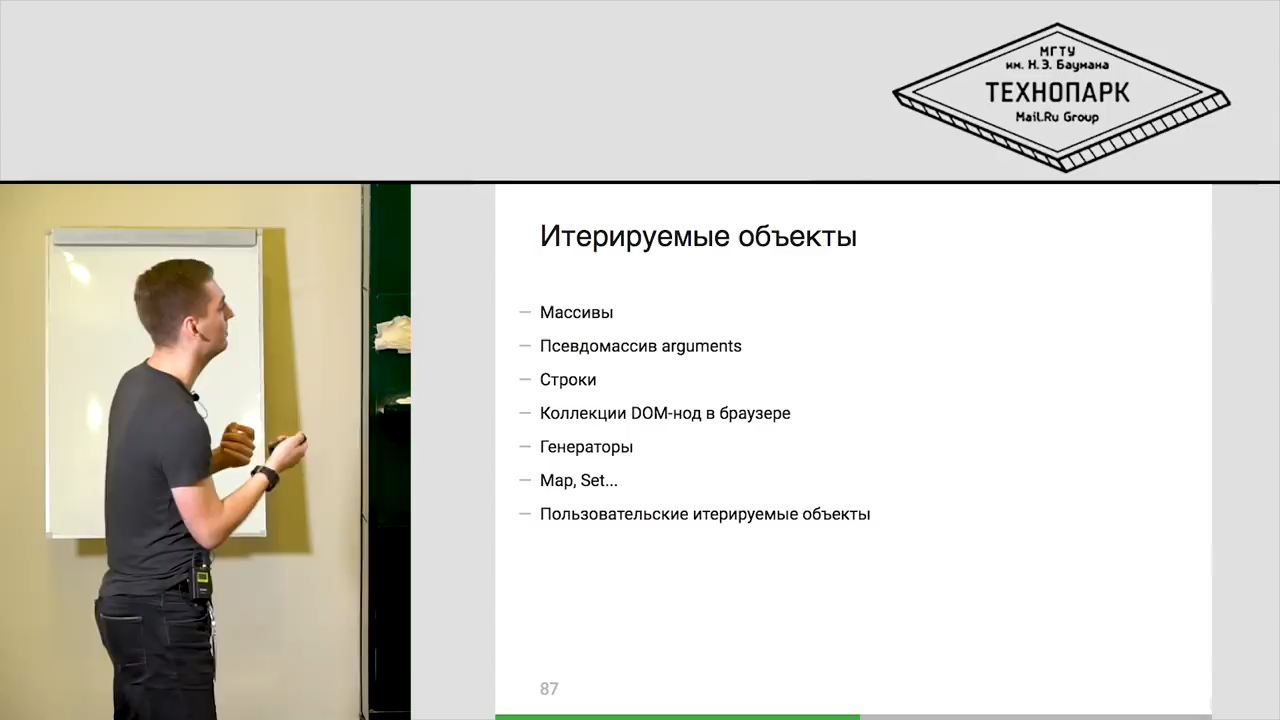 МГТУ
им. Н.Э. Баумана
ТЕХНОПАРК
Mail.Ru Group
Итерируемые объекты
— Массивы
— Псевдомассив arguments
— Строки
— Коллекции DOM-нод в браузере
— Генераторы
— Map, Set...
— Пользовательские итерируемые объекты
87